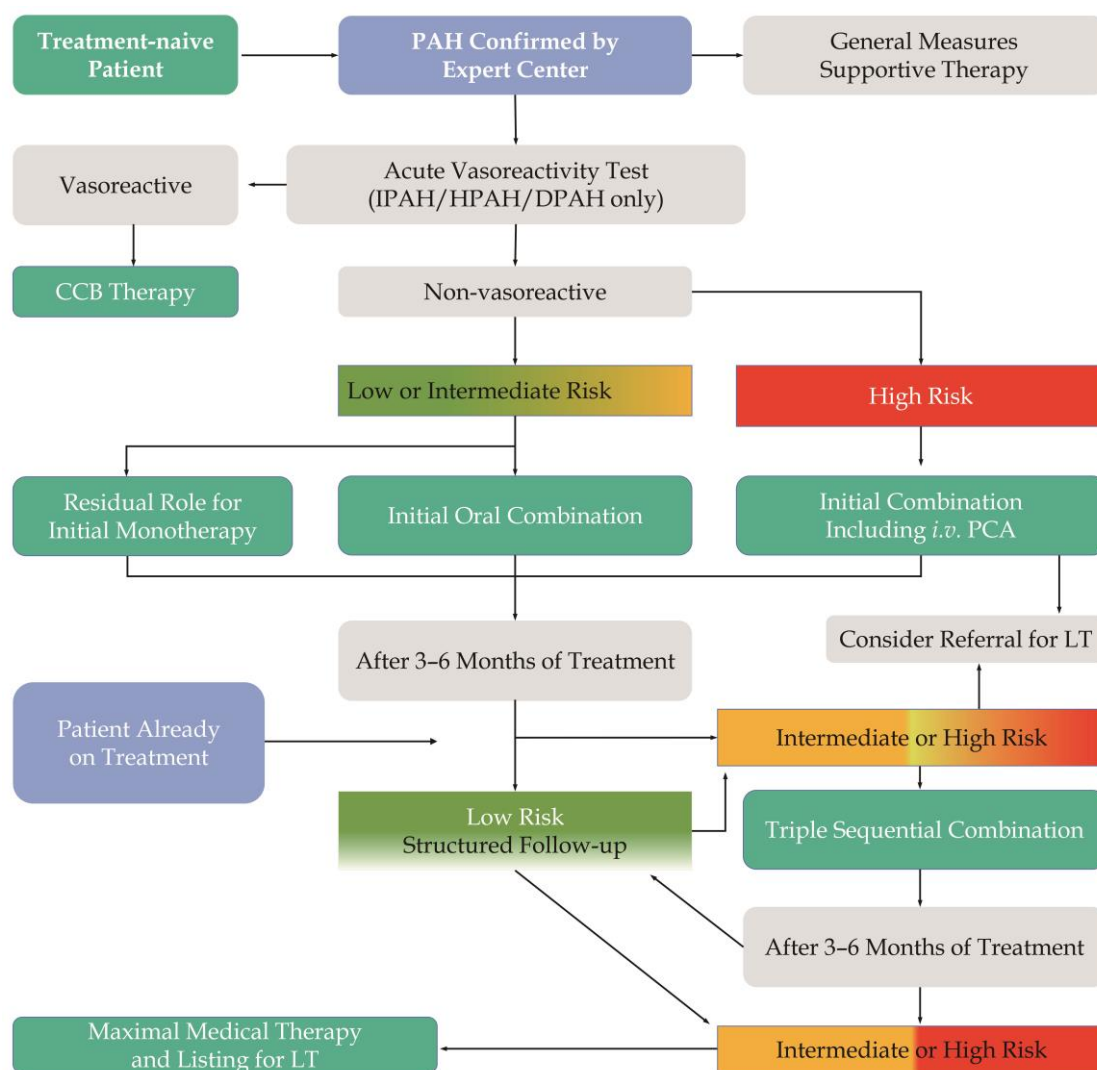 Treatment-naive
Patient
PAH Confirmed by
Expert Center
General Measures
Supportive Therapy
Vasoreactive
Acute Vasoreactivity Test
(IPAH/HPAH/DPAH only)
CCB Therapy
Non-vasoreactive
Low or Intermediate Risk
High Risk
Residual Role for
Initial Monotherapy
Initial Oral Combination
Initial Combination
Including i.v. PCA
After 3–6 Months of Treatment
Consider Referral for LT
Patient Already
on Treatment
Intermediate or High Risk
Low Risk
Structured Follow-up
Triple Sequential Combination
After 3–6 Months of Treatment
Maximal Medical Therapy
and Listing for LT
Intermediate or High Risk